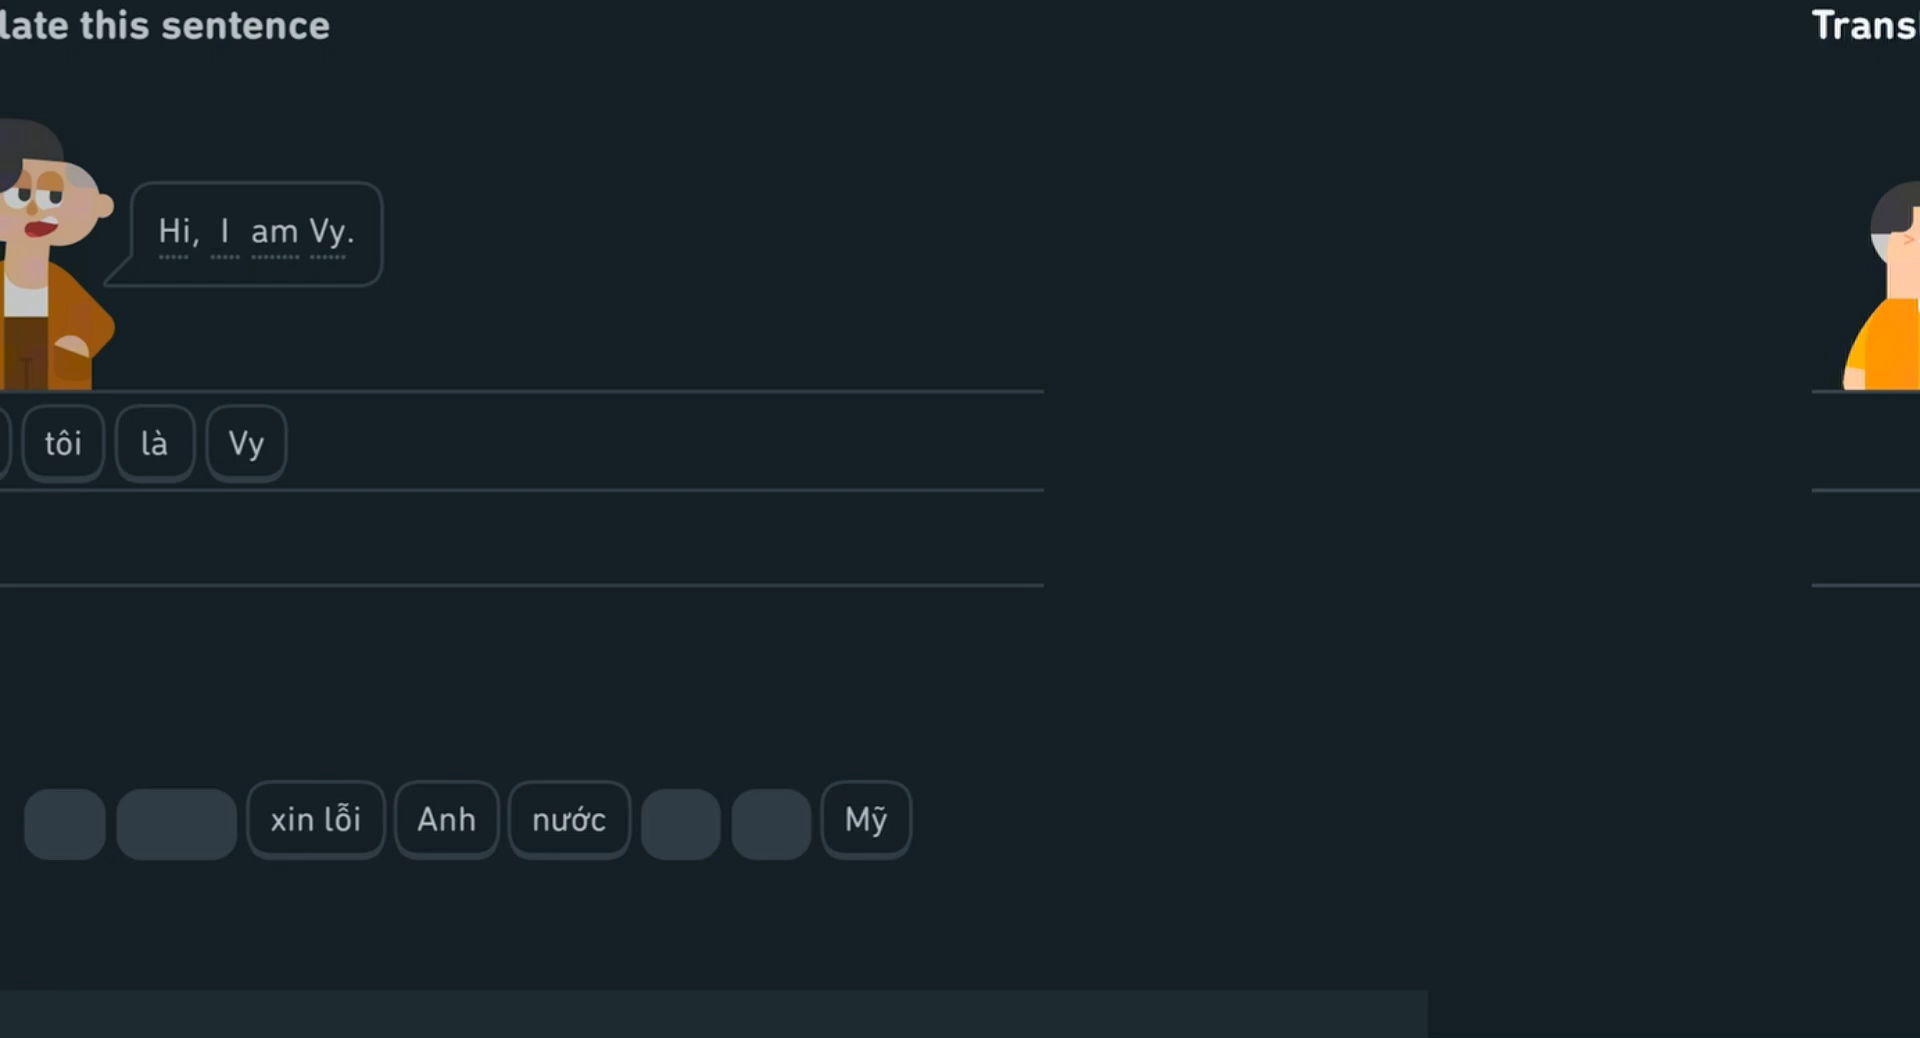 late this sentence
Trans
Hi, I am Vy.
tôi là Vy
xin lỗi Anh nước Mỹ